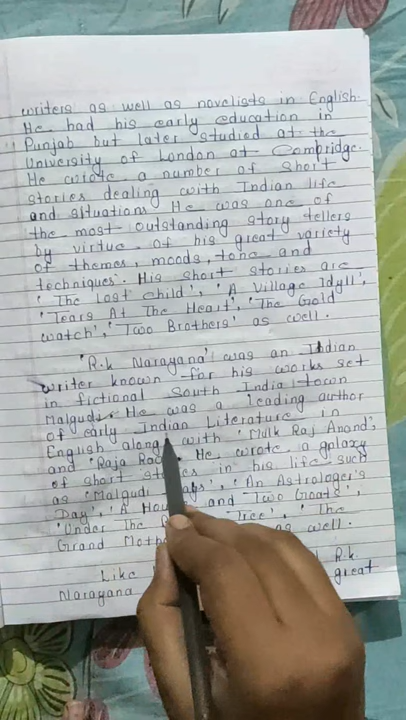 writers as well as novelists in English.
He had his early education in
Punjab but later studied at the
University of London at Cambridge.
He wrote a number of short
stories dealing with Indian life
and situations He was one of
the most outstanding story tellers
by virtue of his great variety
of themes, moods, tone and
techniques. His short stories are
'The Lost child', 'A Village Idyll',
'Tears At The Heart', 'The Gold
watch', 'Two Brothers' as well.
'R.k Narayana' was an Indian
writer known for his works set
in fictional South India town
Malgudi. He was a leading author
of early Indian Literature in
English along with 'Mulk Raj Anand',
and 'Raja He wrote a galaxy
of short stories in his life such
as 'Malgudi 'An Astrologer's
Day', 'A and Two Goats',
'Under The Tree', 'The
Grand as well.
Like R.k
Narayana great